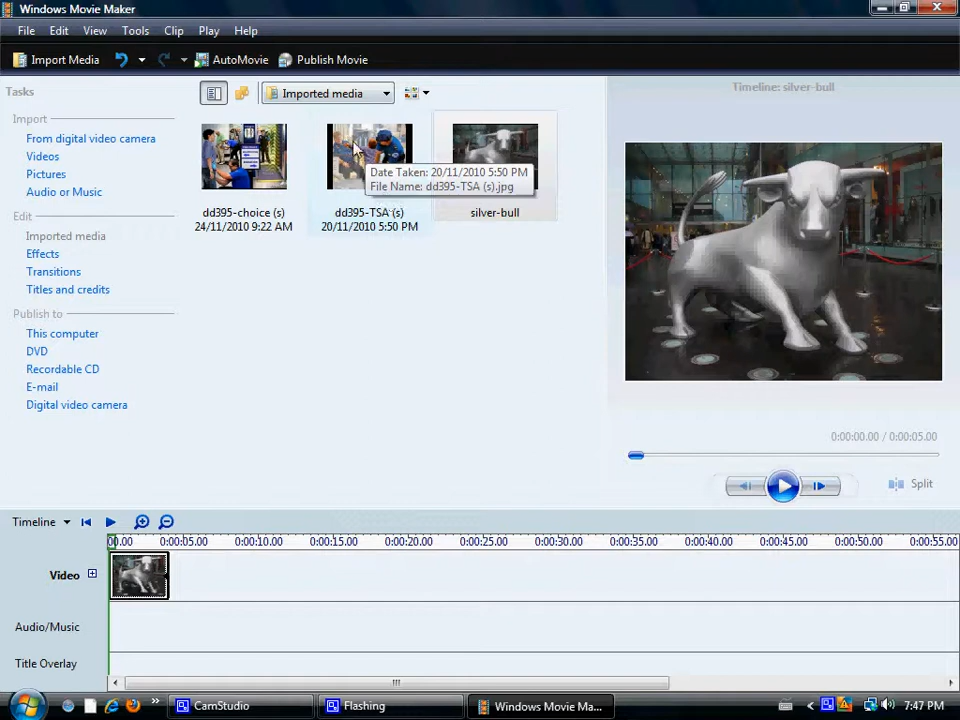 Windows Movie Maker
File Edit View Tools Clip Play Help
Import Media AutoMovie Publish Movie
Tasks
Import
From digital video camera
Videos
Pictures
Audio or Music
Edit
Imported media
Effects
Transitions
Titles and credits
Publish to
This computer
DVD
Recordable CD
E-mail
Digital video camera
Imported media
Date Taken: 20/11/2010 5:50 PM
File Name: dd395-TSA (s).jpg
dd395-choice (s)
24/11/2010 9:22 AM
dd395-TSA (s)
20/11/2010 5:50 PM
silver-bull
Timeline: silver-bull
0:00:00.00 / 0:00:05.00
Split
Timeline
00.00 0:00:05.00 0:00:10.00 0:00:15.00 0:00:20.00 0:00:25.00 0:00:30.00 0:00:35.00 0:00:40.00 0:00:45.00 0:00:50.00 0:00:55.00
Video
Audio/Music
Title Overlay
CamStudio Flashing Windows Movie Ma... 7:47 PM